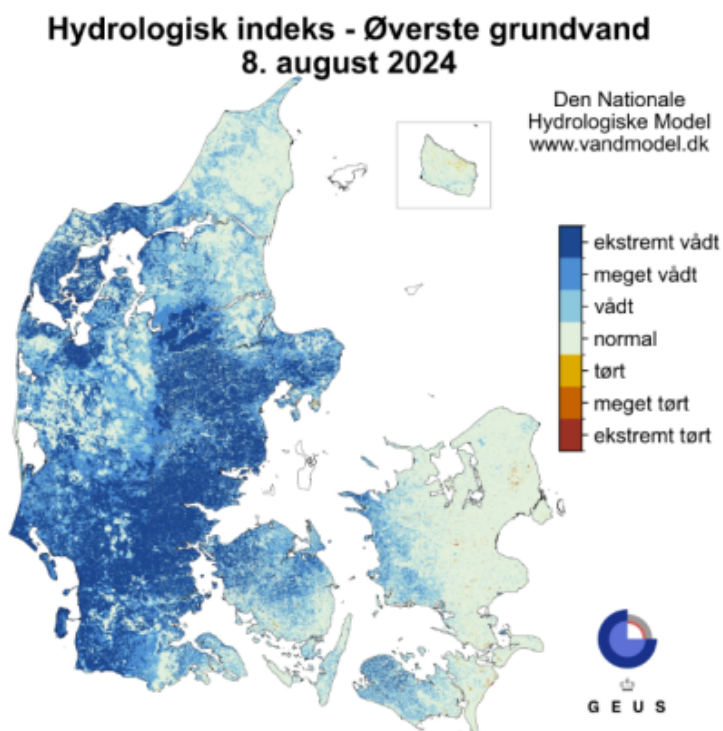 Hydrologisk indeks - Øverste grundvand
8. august 2024
Den Nationale
Hydrologiske Model
www.vandmodel.dk
ekstremt vådt
meget vådt
vådt
normal
tørt
meget tørt
ekstremt tørt
G E U S